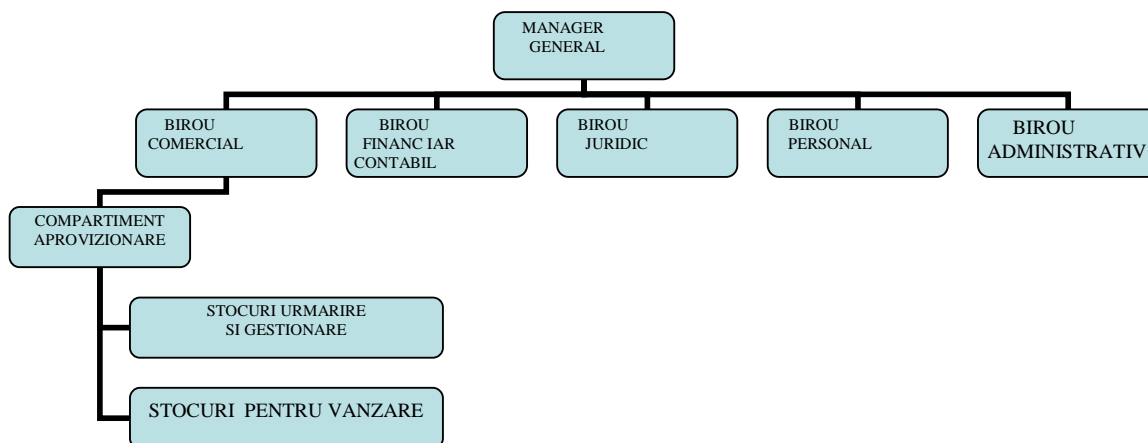 MANAGER
GENERAL
BIROU
COMERCIAL
BIROU
FINANC IAR
CONTABIL
BIROU
JURIDIC
BIROU
PERSONAL
BIROU
ADMINISTRATIV
COMPARTIMENT
APROVIZIONARE
STOCURI URMARIRE
SI GESTIONARE
STOCURI PENTRU VANZARE